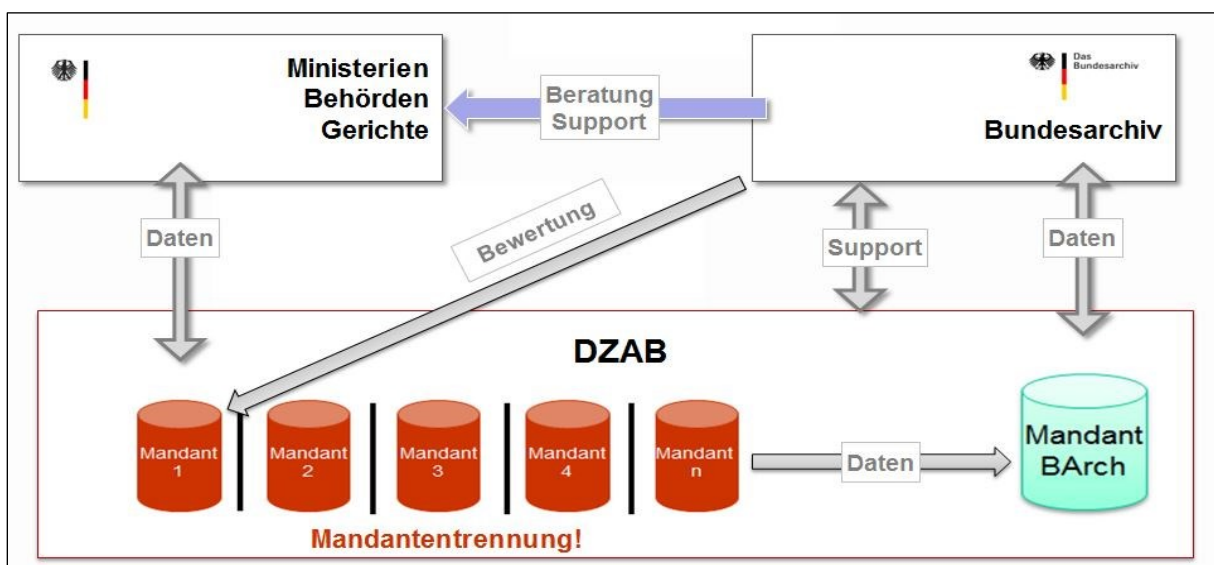 Ministerien
Behörden
Gerichte
Beratung
Support
Das
Bundesarchiv
Bundesarchiv
Daten
Bewertung
Support
Daten
DZAB
Mandant
1
Mandant
2
Mandant
3
Mandant
4
Mandant
n
Daten
Mandant
BArch
Mandantentrennung!